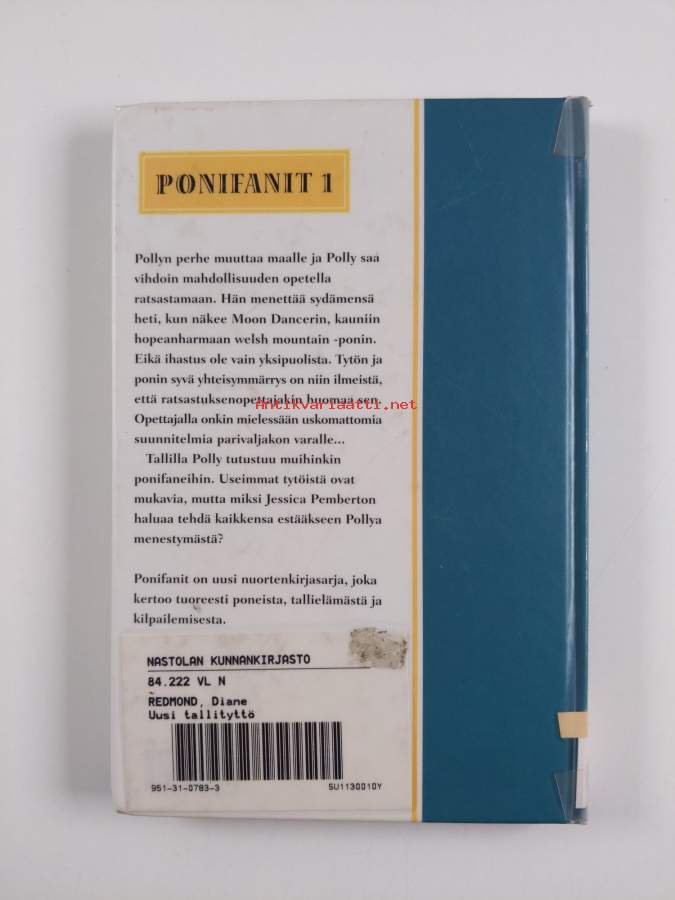 PONIFANIT 1
Pollyn perhe muuttaa maalle ja Polly saa
vihdoin mahdollisuuden opetella
ratsastamaan. Hän menettää sydämensä
heti, kun näkee Moon Dancerin, kauniin
hopeanharmaan welsh mountain -ponin.
Eikä ihastus ole vain yksipuolista. Tytön ja
ponin syvä yhteisymmärrys on niin ilmeistä,
että ratsastuksenopettajakin huomaa sen.
Antikvariaatti.net
Opettajalla onkin mielessään uskomattomia
suunnitelmia parivaljakon varalle...
Tallilla Polly tutustuu muihinkin
ponifaneihin. Useimmat tytöistä ovat
mukavia, mutta miksi Jessica Pemberton
haluaa tehdä kaikkensa estääkseen Pollya
menestymästä?
Ponifanit on uusi nuortenkirjasarja, joka
kertoo tuoreesti poneista, tallielämästä ja
kilpailemisesta.
NASTOLAN KUNNANKIRJASTO
84.222 VL N
REDMOND, Diane
Uusi tallityttö
951-31-0783-3 SU1130010Y